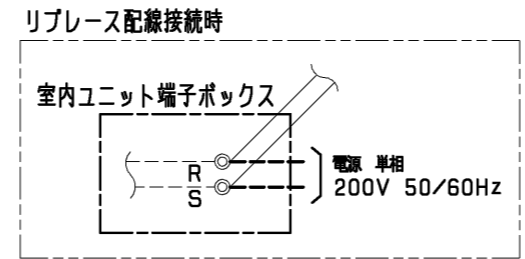 リプレース配線接続時
室内ユニット端子ボックス
R
S
電源 単相
200V 50/60Hz